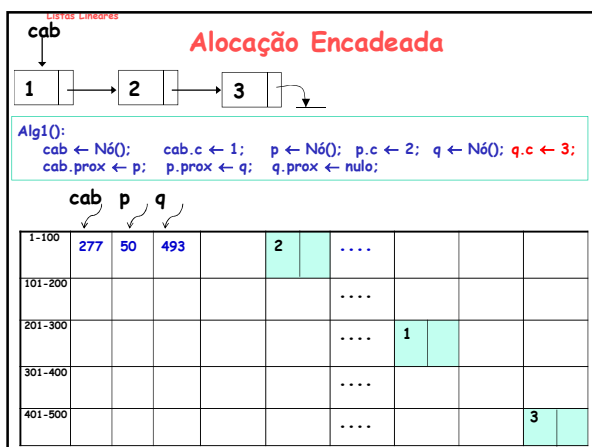 Listas Lineares
cab
Alocação Encadeada
1 2 3
Alg1():
cab ← Nó(); cab.c ← 1; p ← Nó(); p.c ← 2; q ← Nó(); q.c ← 3;
cab.prox ← p; p.prox ← q; q.prox ← nulo;
cab p q
1-100 277 50 493 2 ....
101-200 ....
201-300 .... 1
301-400 ....
401-500 .... 3